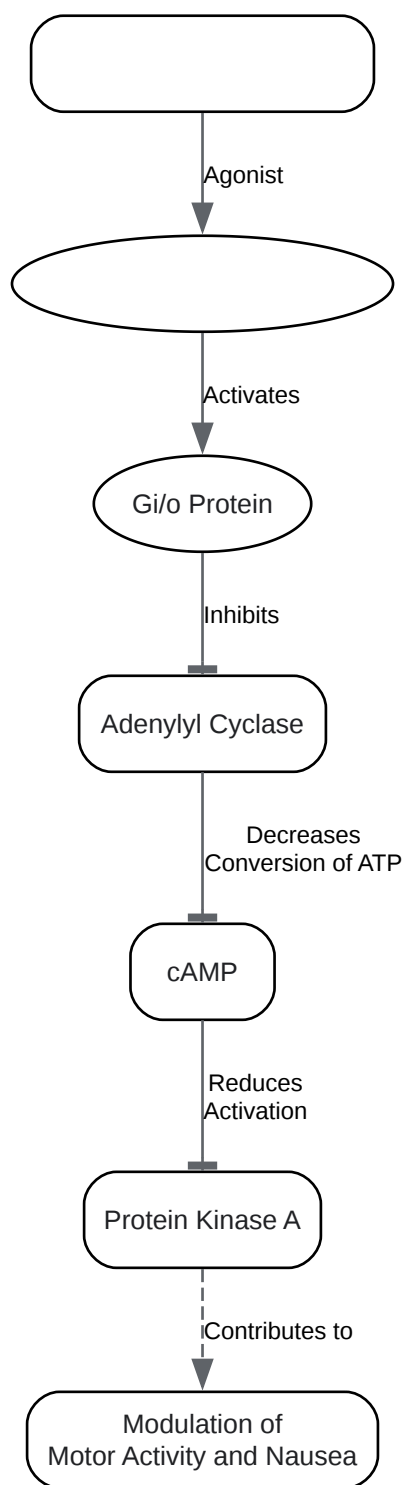 Agonist
Activates
Gi/o Protein
Inhibits
Adenylyl Cyclase
Decreases
Conversion of ATP
cAMP
Reduces
Activation
Protein Kinase A
Contributes to
Modulation of
Motor Activity and Nausea